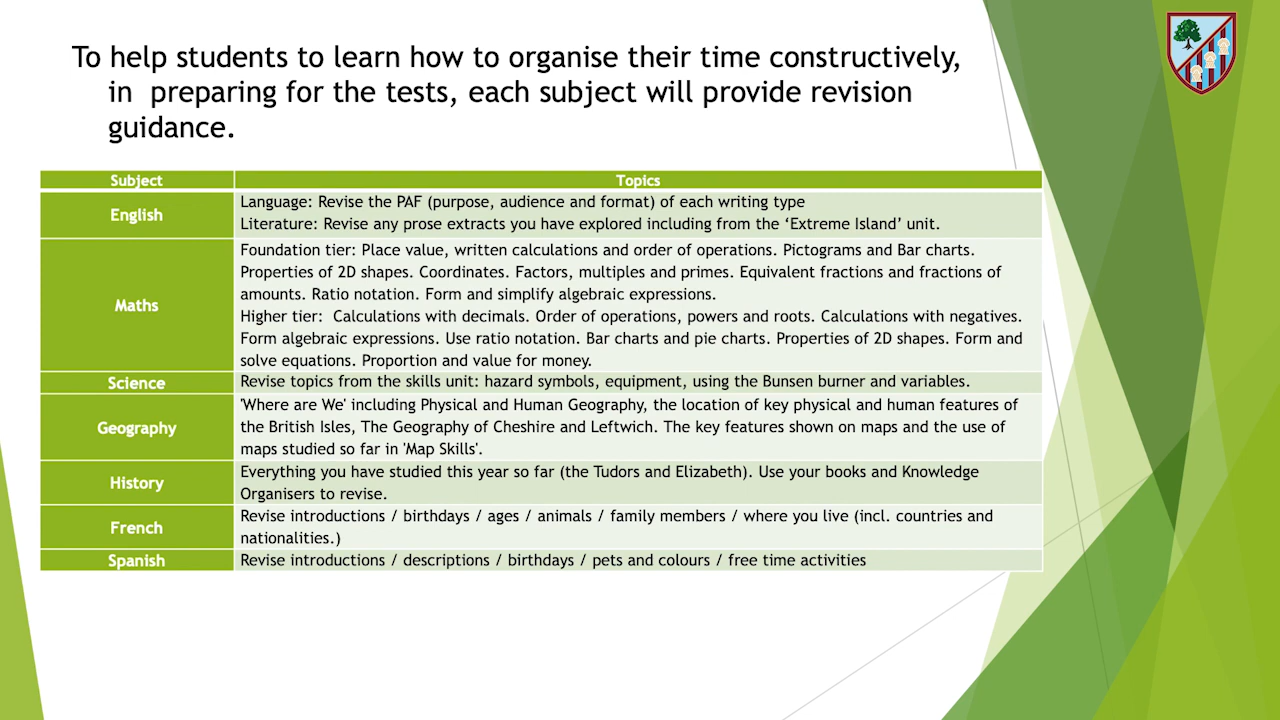 To help students to learn how to organise their time constructively,
in preparing for the tests, each subject will provide revision
guidance.
Subject Topics
English
Language: Revise the PAF (purpose, audience and format) of each writing type
Literature: Revise any prose extracts you have explored including from the ‘Extreme Island’ unit.
Maths
Foundation tier: Place value, written calculations and order of operations. Pictograms and Bar charts.
Properties of 2D shapes. Coordinates. Factors, multiples and primes. Equivalent fractions and fractions of
amounts. Ratio notation. Form and simplify algebraic expressions.
Higher tier: Calculations with decimals. Order of operations, powers and roots. Calculations with negatives.
Form algebraic expressions. Use ratio notation. Bar charts and pie charts. Properties of 2D shapes. Form and
solve equations. Proportion and value for money.
Science
Revise topics from the skills unit: hazard symbols, equipment, using the Bunsen burner and variables.
Geography
'Where are We' including Physical and Human Geography, the location of key physical and human features of
the British Isles, The Geography of Cheshire and Leftwich. The key features shown on maps and the use of
maps studied so far in 'Map Skills'.
History
Everything you have studied this year so far (the Tudors and Elizabeth). Use your books and Knowledge
Organisers to revise.
French
Revise introductions / birthdays / ages / animals / family members / where you live (incl. countries and
nationalities.)
Spanish
Revise introductions / descriptions / birthdays / pets and colours / free time activities